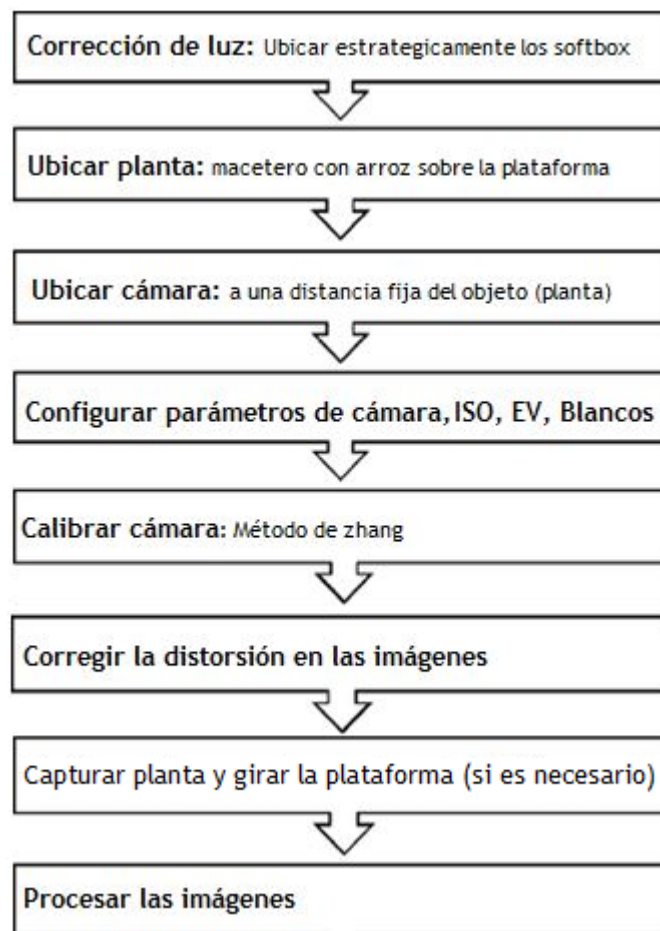 Corrección de luz: Ubicar estrategicamente los softbox
Ubicar planta: macetero con arroz sobre la plataforma
Ubicar cámara: a una distancia fija del objeto (planta)
Configurar parámetros de cámara, ISO, EV, Blancos
Calibrar cámara: Método de zhang
Corregir la distorsión en las imágenes
Capturar planta y girar la plataforma (si es necesario)
Procesar las imágenes